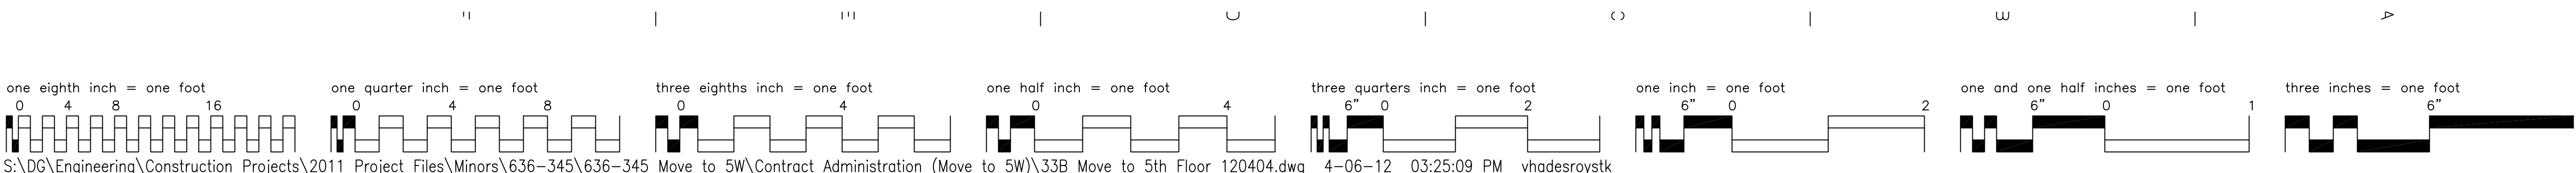 F E D C B A
one eighth inch = one foot one quarter inch = one foot three eighths inch = one foot one half inch = one foot three quarters inch = one foot one inch = one foot one and one half inches = one foot three inches = one foot
0 4 8 16 0 4 8 0 4 0 4 6" 0 2 6" 0 2 6" 0 1 6"
S:\DG\Engineering\Construction Projects\2011 Project Files\Minors\636-345\636-345 Move to 5W\Contract Administration (Move to 5W)\33B Move to 5th Floor 120404.dwg 4-06-12 03:25:09 PM vhadesroystk